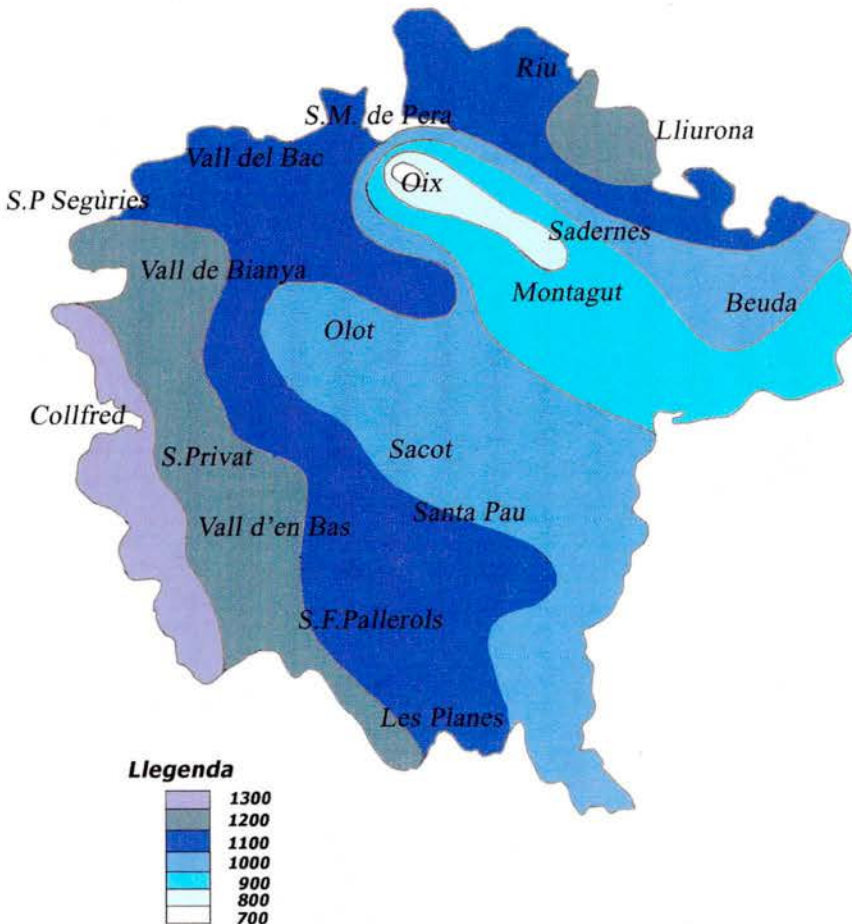 Riu
S.M. de Pera
Lliurona
Vall del Bac
Oix
S.P Segùries
Sadernes
Vall de Bianya
Montagut
Beuda
Olot
Collfred
S.Privat
Sacot
Santa Pau
Vall d'en Bas
S.F.Pallerols
Les Planes
Llegenda
1300
1200
1100
1000
900
800
700